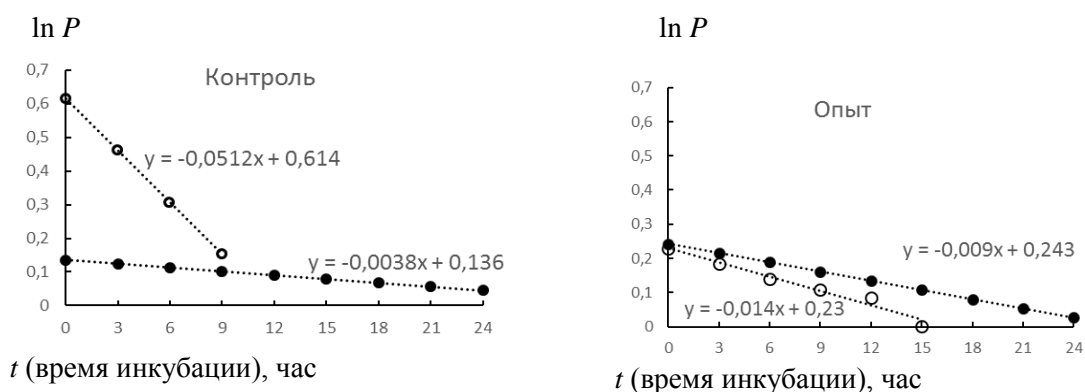 ln P
0,7
0,6
0,5
0,4
0,3
0,2
0,1
0
Контроль
y = -0,0512x + 0,614
y = -0,0038x + 0,136
0 3 6 9 12 15 18 21 24
t (время инкубации), час
ln P
0,7
0,6
0,5
0,4
0,3
0,2
0,1
0
Опыт
y = -0,009x + 0,243
y = -0,014x + 0,23
0 3 6 9 12 15 18 21 24
t (время инкубации), час